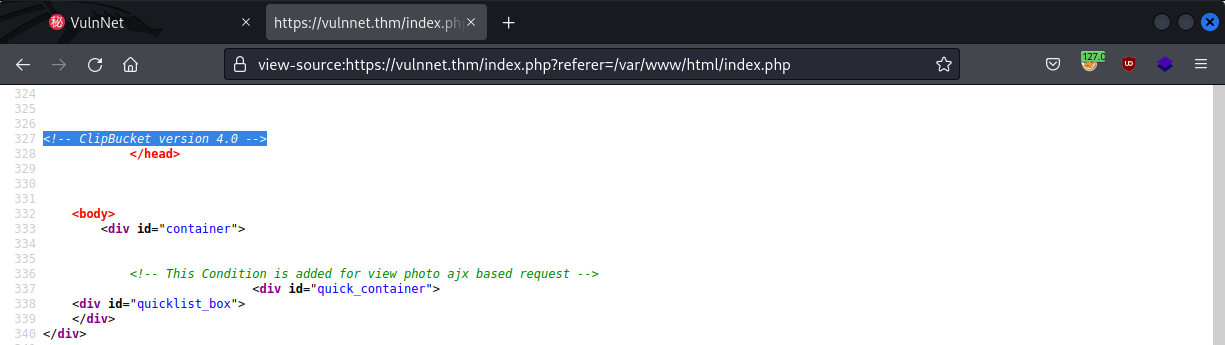 秘 VulnNet
https://vulnnet.thm/index.ph
view-source:https://vulnnet.thm/index.php?referer=/var/www/html/index.php
127.0
324
325
326
327 <!-- ClipBucket version 4.0 -->
328 </head>
329
330
331
332 <body>
333 <div id="container">
334
335
336 <!-- This Condition is added for view photo ajx based request -->
337 <div id="quick_container">
338 <div id="quicklist_box">
339 </div>
340 </div>